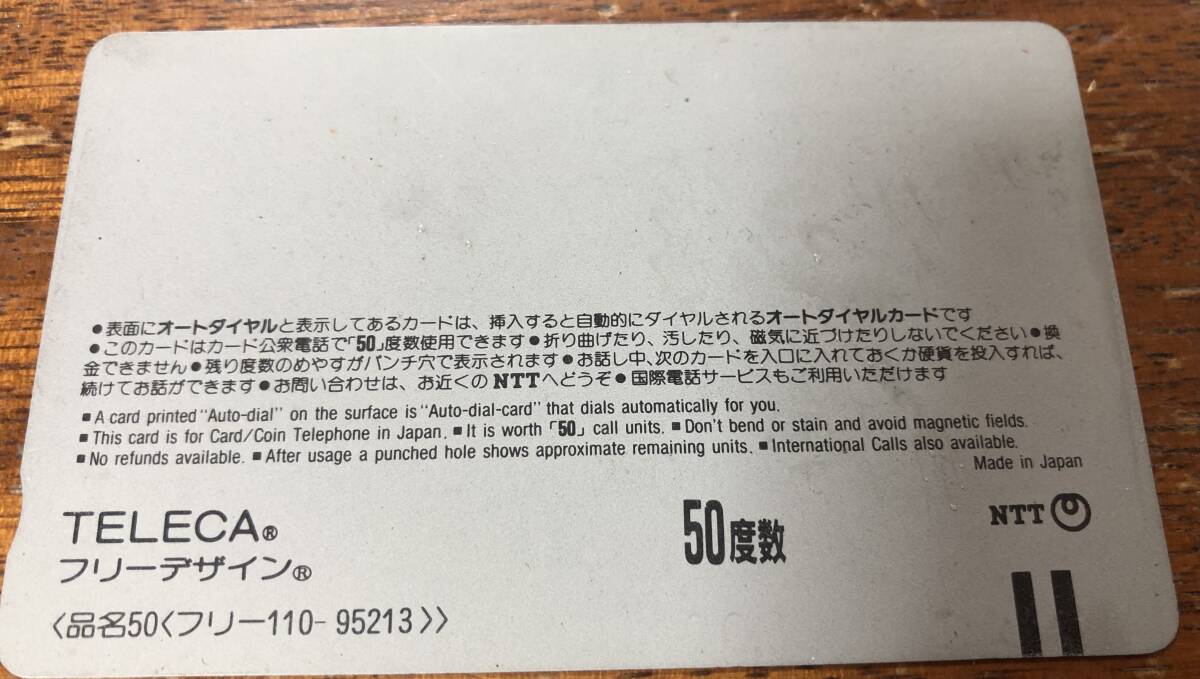 ●表面にオートダイヤルと表示してあるカードは、挿入すると自動的にダイヤルされるオートダイヤルカードです
●このカードはカード公衆電話で「50」度数使用できます●折り曲げたり、汚したり、磁気に近づけたりしないでください●換
金できません●残り度数のめやすがパンチ穴で表示されます●お話し中、次のカードを入口に入れておくか硬貨を投入すれば、
続けてお話ができます●お問い合わせは、お近くのNTTへどうぞ●国際電話サービスもご利用いただけます
■A card printed "Auto-dial" on the surface is "Auto-dial-card" that dials automatically for you.
■This card is for Card/Coin Telephone in Japan. ■It is worth「50」call units. ■Don't bend or stain and avoid magnetic fields.
■No refunds available. ■After usage a punched hole shows approximate remaining units. ■International Calls also available.
Made in Japan
TELECA®
フリーデザイン®
50度数
NTT
〈品名50〈フリー110-95213〉〉